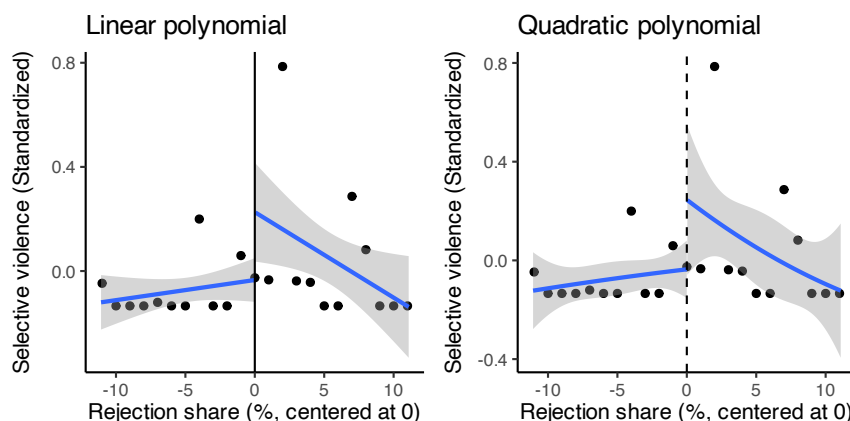 Linear polynomial
Selective violence (Standardized)
0.8
0.4
0.0
-10
-5
0
5
10
Rejection share (%, centered at 0)
Quadratic polynomial
Selective violence (Standardized)
0.8
0.4
0.0
-0.4
-10
-5
0
5
10
Rejection share (%, centered at 0)